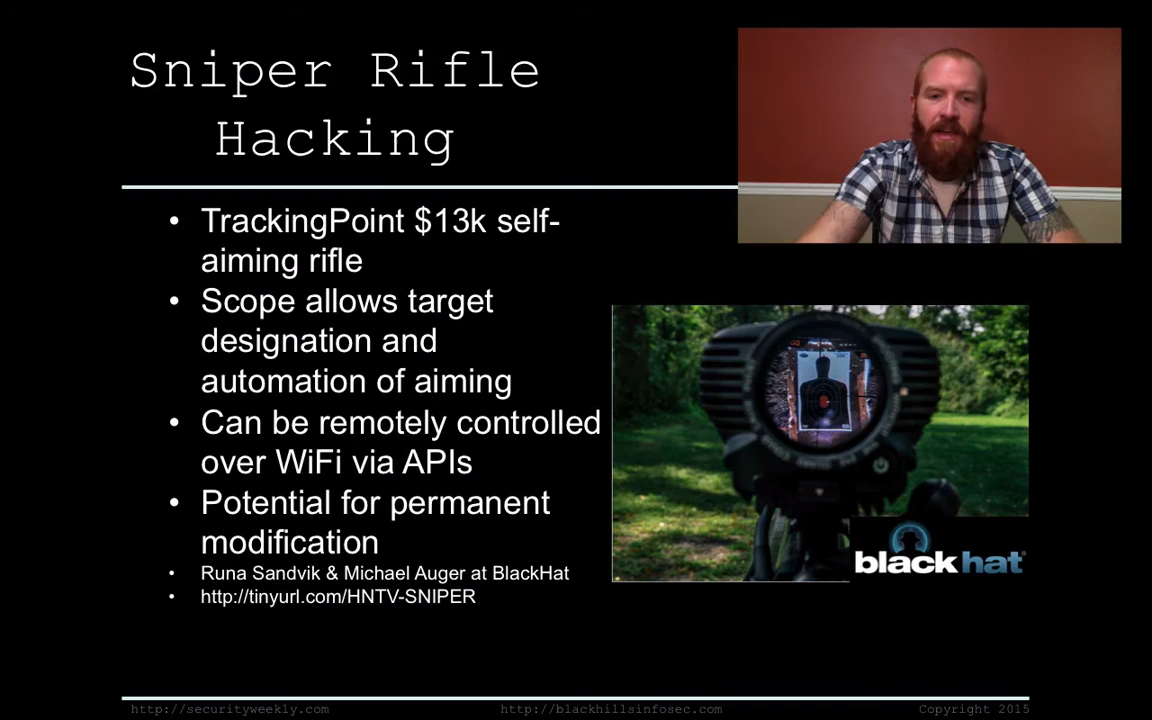 Sniper Rifle
Hacking
• TrackingPoint $13k self-
aiming rifle
• Scope allows target
designation and
automation of aiming
• Can be remotely controlled
over WiFi via APIs
• Potential for permanent
modification
• Runa Sandvik & Michael Auger at BlackHat
• http://tinyurl.com/HNTV-SNIPER
blackhat®
http://securityweekly.com
http://blackhillsinfosec.com
Copyright 2015